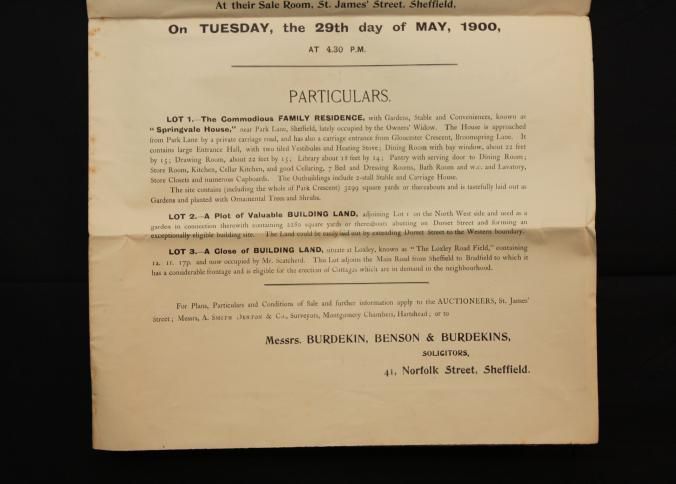 At their Sale Room, St. James' Street, Sheffield,
On TUESDAY, the 29th day of MAY, 1900,
AT 4.30 P.M.
PARTICULARS.
LOT 1.—The Commodious FAMILY RESIDENCE, with Gardens, Stable and Conveniences, known as
"Springvale House," near Park Lane, Sheffield, lately occupied by the Owners' Widow. The House is approached
from Park Lane by a private carriage road, and has also a carriage entrance from Gloucester Crescent, Broomspring Lane. It
contains large Entrance Hall, with two tiled Vestibules and Heating Stove; Dining Room with bay window, about 22 feet
by 15; Drawing Room, about 22 feet by 15; Library about 18 feet by 14; Pantry with serving door to Dining Room;
Store Room, Kitchen, Cellar Kitchen, and good Cellaring, 7 Bed and Dressing Rooms, Bath Room and w.c. and Lavatory,
Store Closets and numerous Cupboards. The Outbuildings include 2-stall Stable and Carriage House.
The site contains (including the whole of Park Crescent) 3299 square yards or thereabouts and is tastefully laid out as
Gardens and planted with Ornamental Trees and Shrubs.
LOT 2.—A Plot of Valuable BUILDING LAND, adjoining Lot 1 on the North West side and used as a
garden in connection therewith containing 2280 square yards or thereabouts abutting on Dorset Street and forming an
exceptionally eligible building site. The Land could be easily laid out by extending Dorset Street to the Western boundary.
LOT 3.—A Close of BUILDING LAND, situate at Loxley, known as "The Loxley Road Field," containing
1a. 1r. 17p. and now occupied by Mr. Scatcherd. This Lot adjoins the Main Road from Sheffield to Bradfield to which it
has a considerable frontage and is eligible for the erection of Cottages which are in demand in the neighbourhood.
For Plans, Particulars and Conditions of Sale and further information apply to the AUCTIONEERS, St. James'
Street; Messrs. A. SMITH DENTON & Co., Surveyors, Montgomery Chambers, Hartshead; or to
Messrs. BURDEKIN, BENSON & BURDEKINS,
SOLICITORS,
41, Norfolk Street, Sheffield.